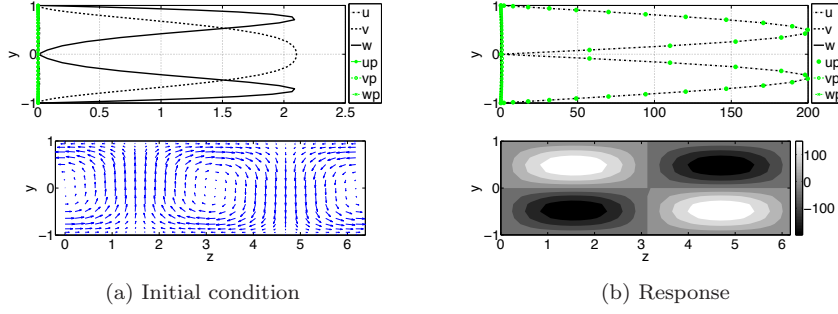 1
y
0
−1
0 0.5 1 1.5 2 2.5
u
v
w
up
vp
wp
1
y
0
−1
0 1 2 3 4 5 6
z
(a) Initial condition
1
y
0
−1
0 50 100 150 200
u
v
w
up
vp
wp
1
y
0
−1
0 1 2 3 4 5 6
z
100
0
−100
(b) Response